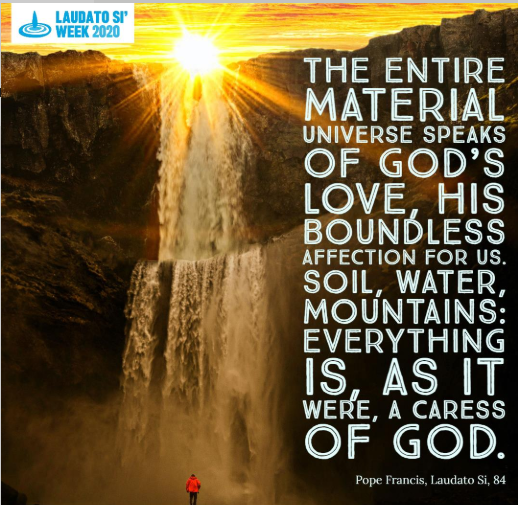 LAUDATO SI'
WEEK 2020
THE ENTIRE
MATERIAL
UNIVERSE SPEAKS
OF GOD'S
LOVE, HIS
BOUNDLESS
AFFECTION FOR US.
SOIL, WATER,
MOUNTAINS:
EVERYTHING
IS, AS IT
WERE, A CARESS
OF GOD.
Pope Francis, Laudato Si, 84